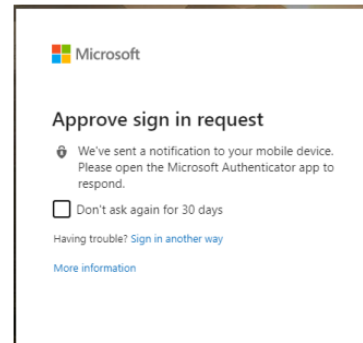 Microsoft
Approve sign in request
We've sent a notification to your mobile device.
Please open the Microsoft Authenticator app to
respond.
Don't ask again for 30 days
Having trouble? Sign in another way
More information